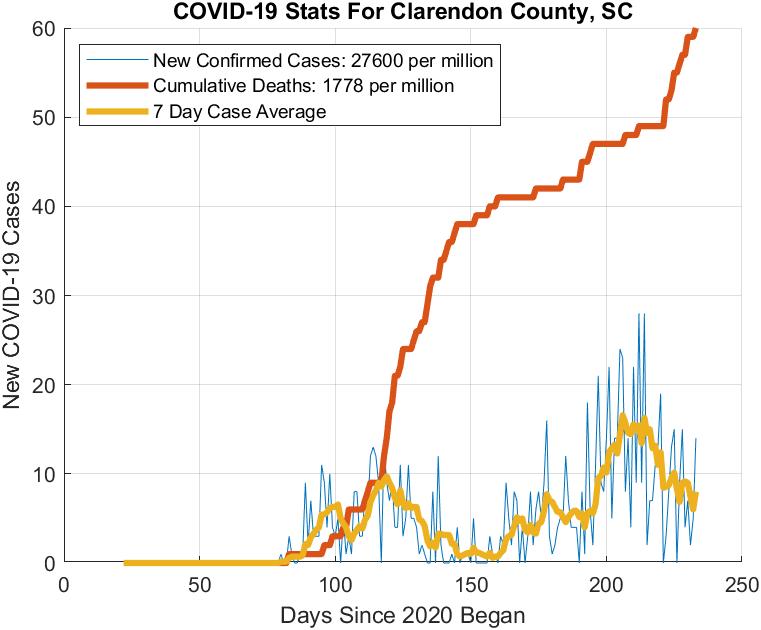 COVID-19 Stats For Clarendon County, SC
New Confirmed Cases: 27600 per million
Cumulative Deaths: 1778 per million
7 Day Case Average
New COVID-19 Cases
60
50
40
30
20
10
0
0 50 100 150 200 250
Days Since 2020 Began